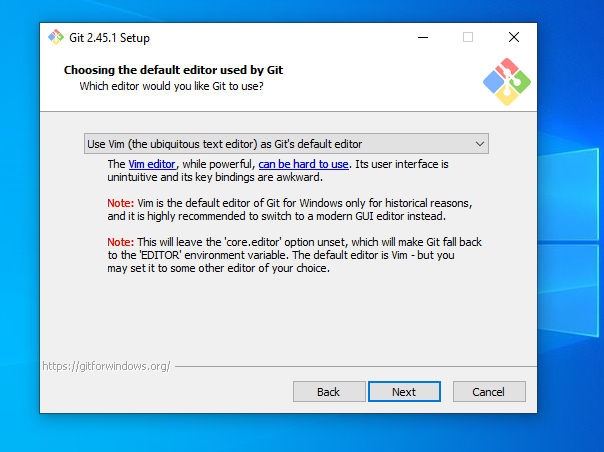 Git 2.45.1 Setup
Choosing the default editor used by Git
Which editor would you like Git to use?
Use Vim (the ubiquitous text editor) as Git's default editor
The Vim editor, while powerful, can be hard to use. Its user interface is
unintuitive and its key bindings are awkward.
Note: Vim is the default editor of Git for Windows only for historical reasons,
and it is highly recommended to switch to a modern GUI editor instead.
Note: This will leave the 'core.editor' option unset, which will make Git fall back
to the 'EDITOR' environment variable. The default editor is Vim - but you
may set it to some other editor of your choice.
https://gitforwindows.org/
Back
Next
Cancel